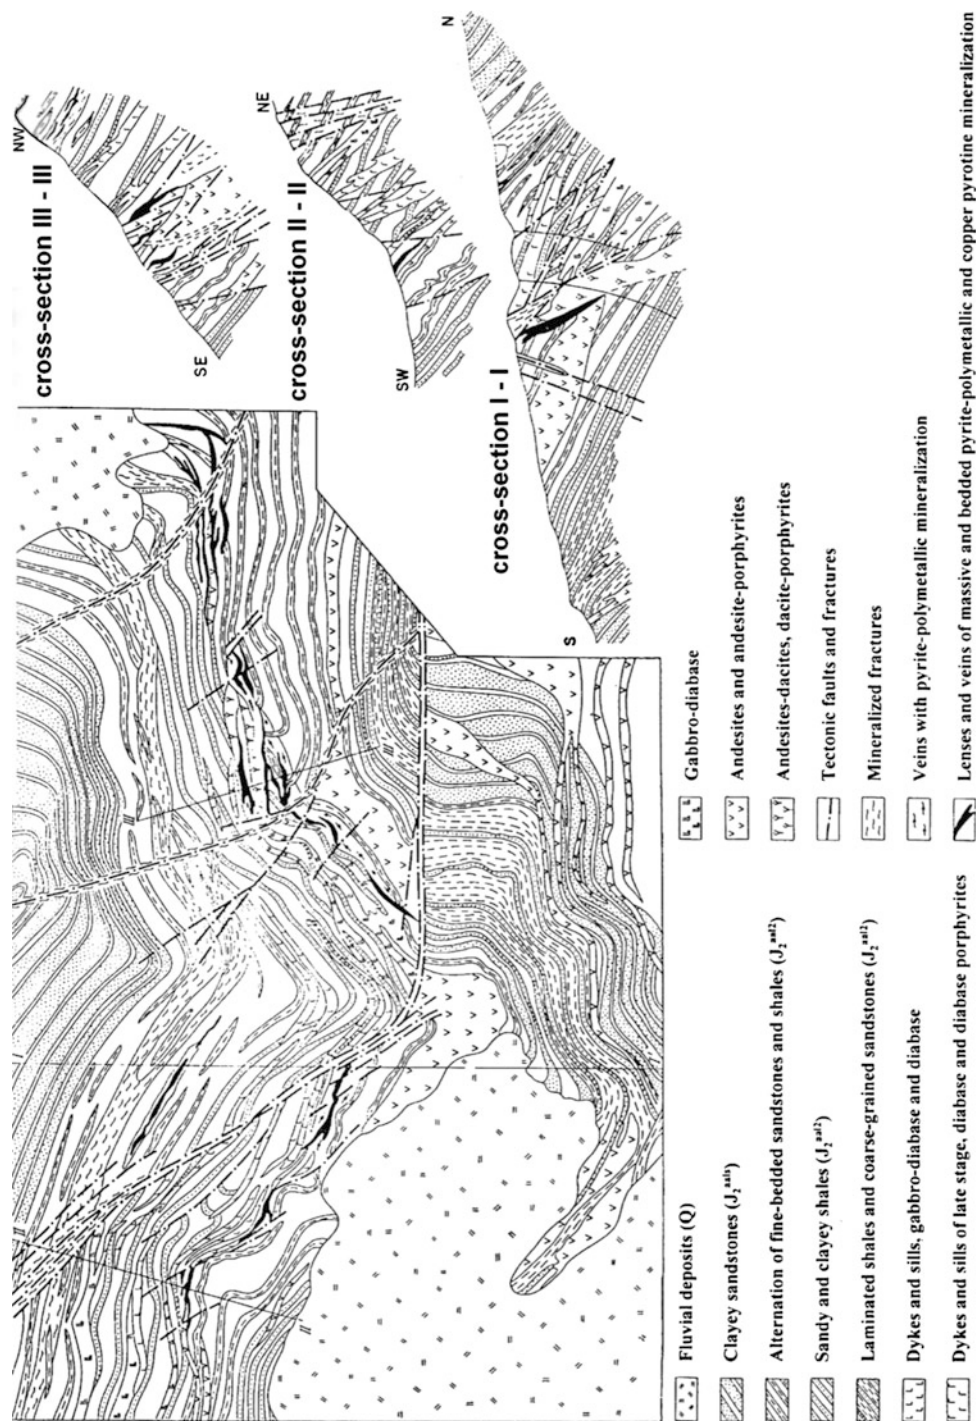 cross-section III - III
NW
SE
cross-section II - II
NE
SW
cross-section I - I
N
S
III
III
I
II
II
Fluvial deposits (Q)
Clayey sandstones (J₂ᵃᵃˡ¹)
Alternation of fine-bedded sandstones and shales (J₂ᵃᵃˡ²)
Sandy and clayey shales (J₂ᵃᵃˡ²)
Laminated shales and coarse-grained sandstones (J₂ᵃᵃˡ²)
Dykes and sills, gabbro-diabase and diabase
Dykes and sills of late stage, diabase and diabase porphyrites
Gabbro-diabase
Andesites and andesite-porphyrites
Andesites-dacites, dacite-porphyrites
Tectonic faults and fractures
Mineralized fractures
Veins with pyrite-polymetallic mineralization
Lenses and veins of massive and bedded pyrite-polymetallic and copper pyrotine mineralization